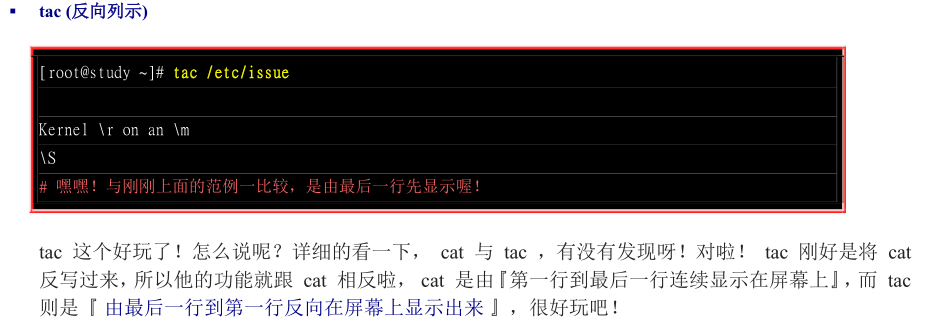 ▪ tac (反向列示)
[root@study ~]# tac /etc/issue
Kernel \r on an \m
\S
# 嘿嘿！与刚刚上面的范例一比较，是由最后一行先显示喔！
tac 这个好玩了！怎么说呢？详细的看一下， cat 与 tac ，有没有发现呀！对啦！ tac 刚好是将 cat
反写过来，所以他的功能就跟 cat 相反啦， cat 是由『第一行到最后一行连续显示在屏幕上』，而 tac
则是『 由最后一行到第一行反向在屏幕上显示出来 』，很好玩吧！